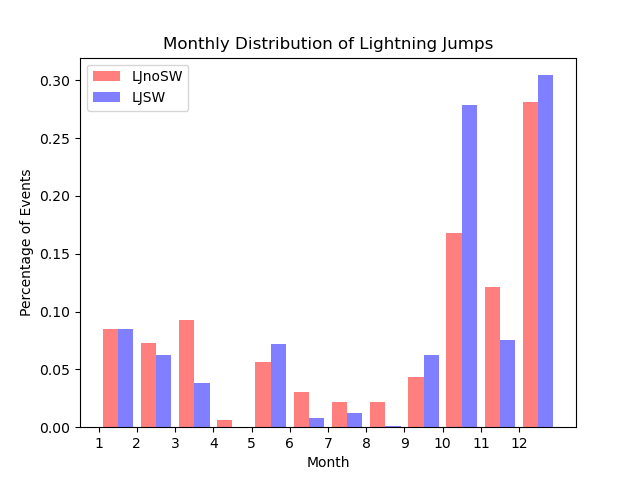 Monthly Distribution of Lightning Jumps
LJnoSW
LJSW
0.30
0.25
0.20
0.15
0.10
0.05
0.00
Percentage of Events
1 2 3 4 5 6 7 8 9 10 11 12
Month